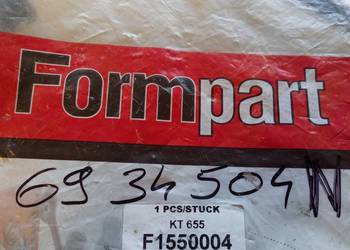 Formpart
69 34 504 N
1 PCS/STUCK
KT 655
F1550004